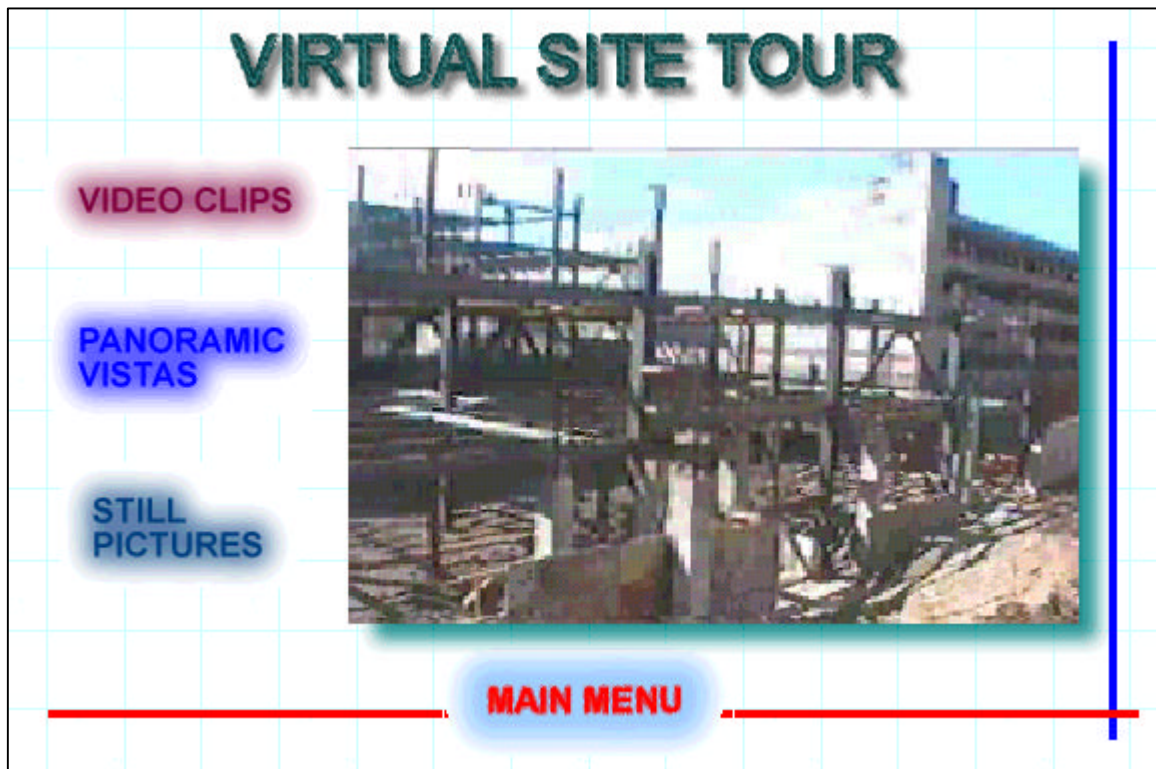 VIRTUAL SITE TOUR
VIDEO CLIPS
PANORAMIC
VISTAS
STILL
PICTURES
MAIN MENU